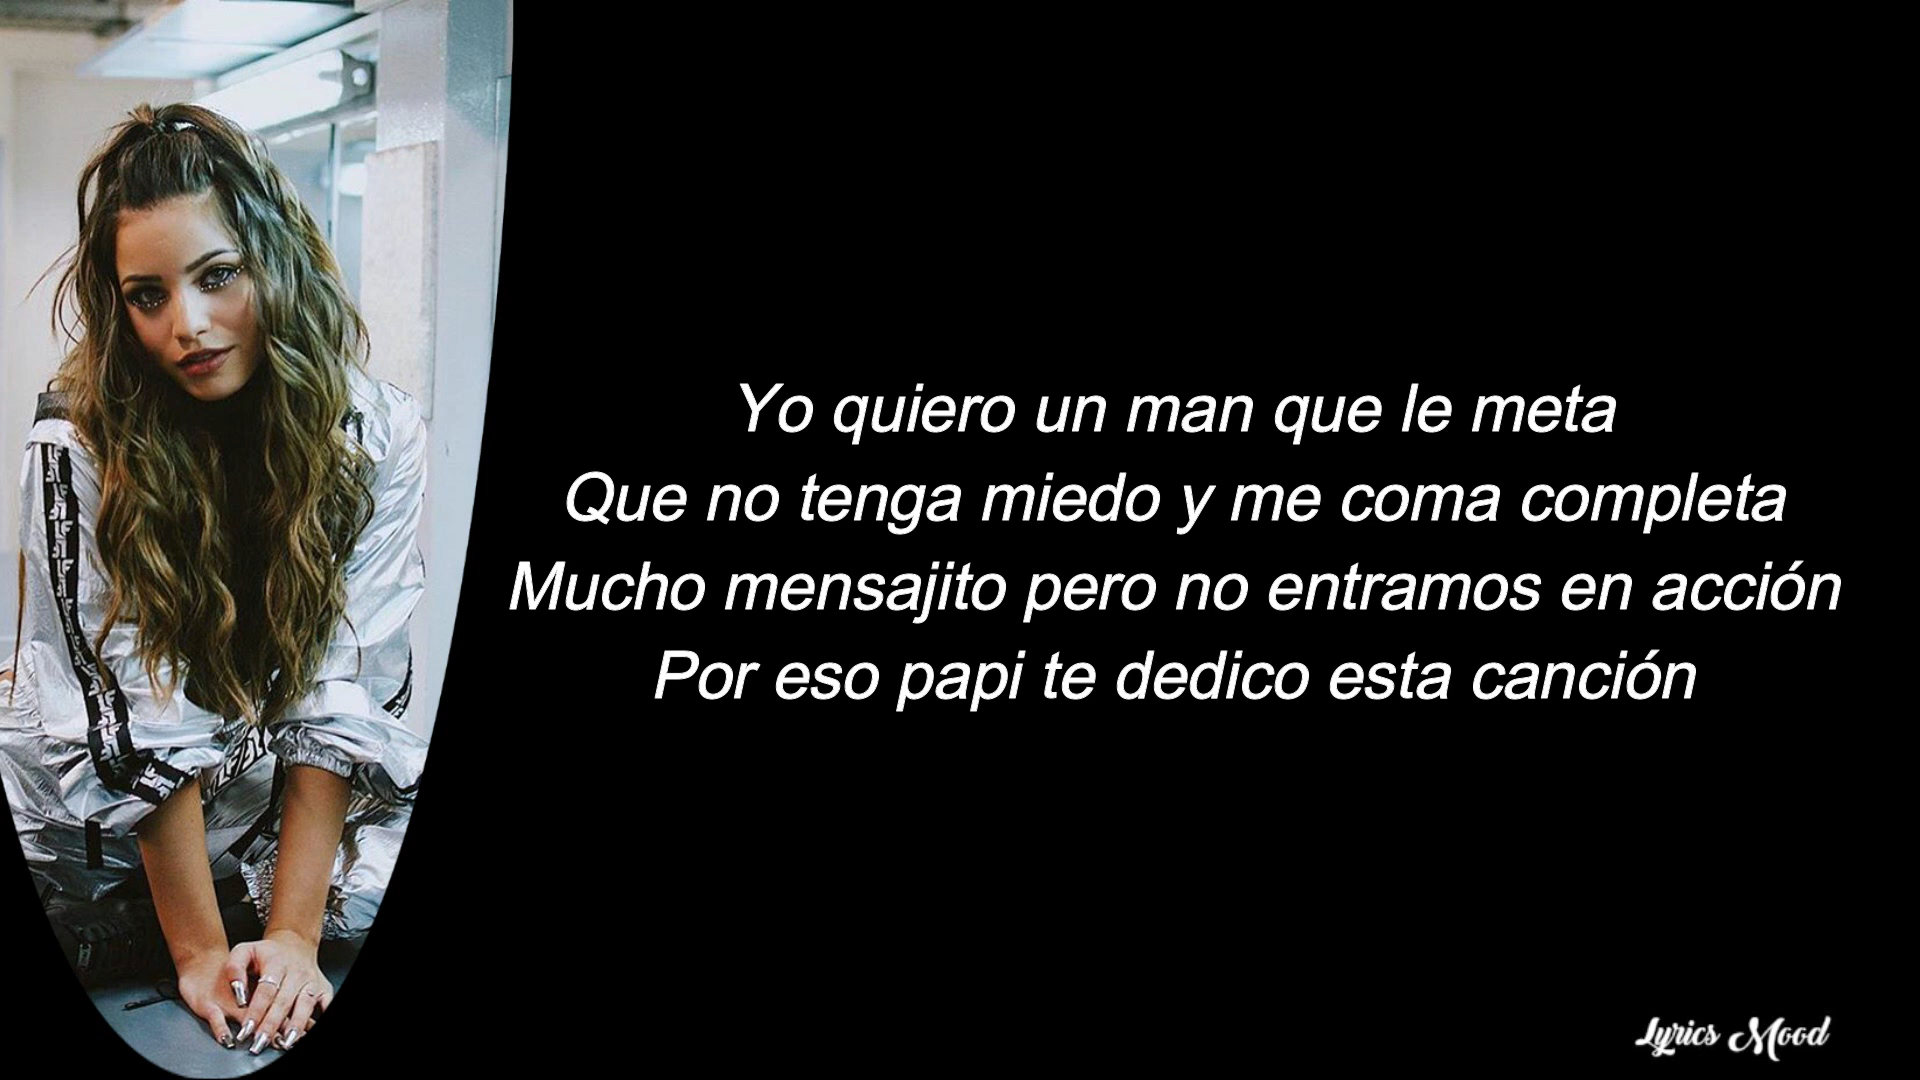 Yo quiero un man que le meta
Que no tenga miedo y me coma completa
Mucho mensajito pero no entramos en acción
Por eso papi te dedico esta canción
Lyrics Mood